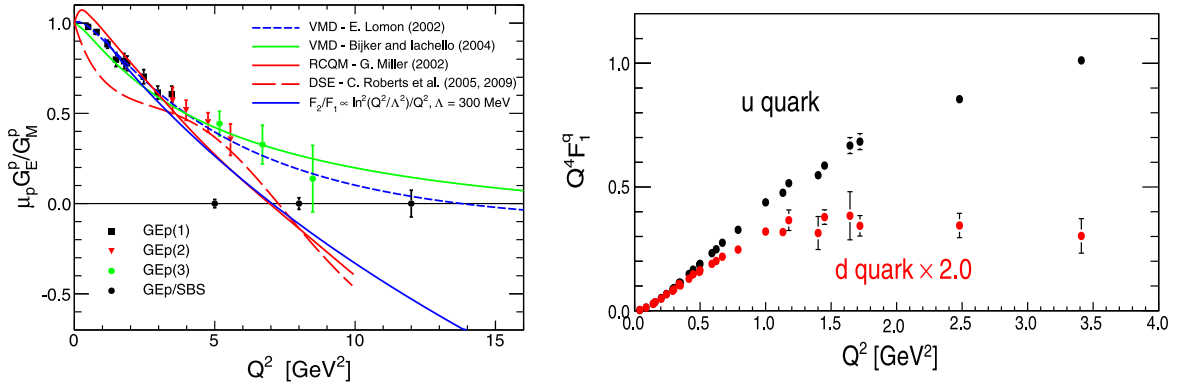 VMD - E. Lomon (2002)
VMD - Bijker and Iachello (2004)
RCQM - G. Miller (2002)
DSE - C. Roberts et al. (2005, 2009)
F₂/F₁ ∝ ln²(Q²/Λ²)/Q², Λ = 300 MeV
GEp(1)
GEp(2)
GEp(3)
GEp/SBS
1.0
0.5
0.0
-0.5
0 5 10 15
μₚGᴱᵖ/Gᴹᵖ
Q² [GeV²]
u quark
d quark × 2.0
1.0
0.5
0.0
0.0 0.5 1.0 1.5 2.0 2.5 3.0 3.5 4.0
Q⁴F₁^q
Q² [GeV²]